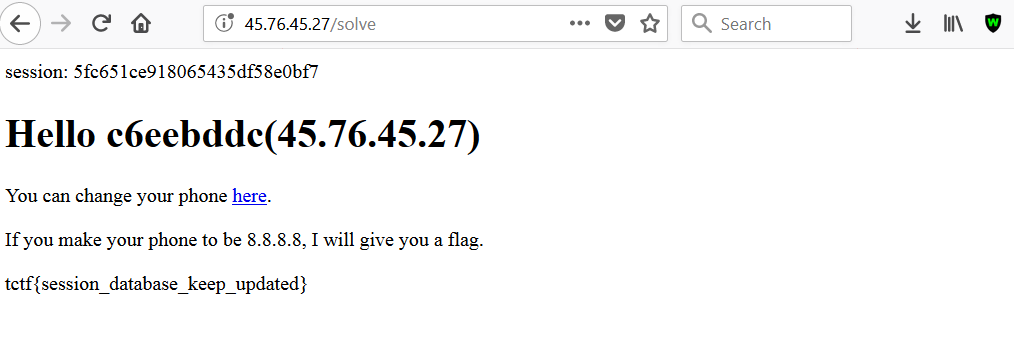 45.76.45.27/solve
Search
session: 5fc651ce918065435df58e0bf7
Hello c6eebddc(45.76.45.27)
You can change your phone here.
If you make your phone to be 8.8.8.8, I will give you a flag.
tctf{session_database_keep_updated}